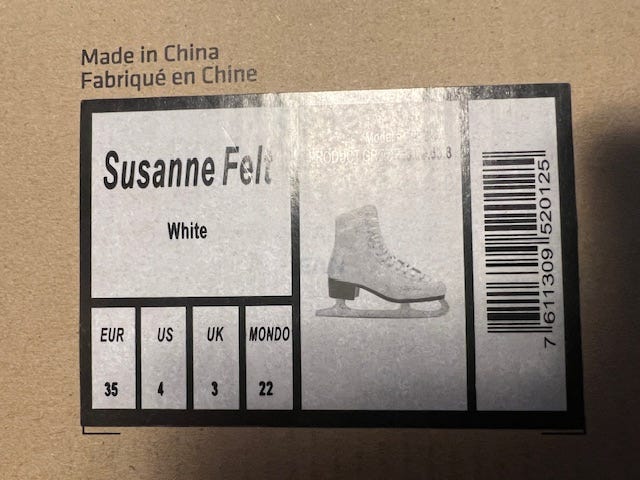 Made in China
Fabriqué en Chine
Susanne Felt
White
EUR US UK MONDO
35 4 3 22
PRODUCT
7 611309 520125